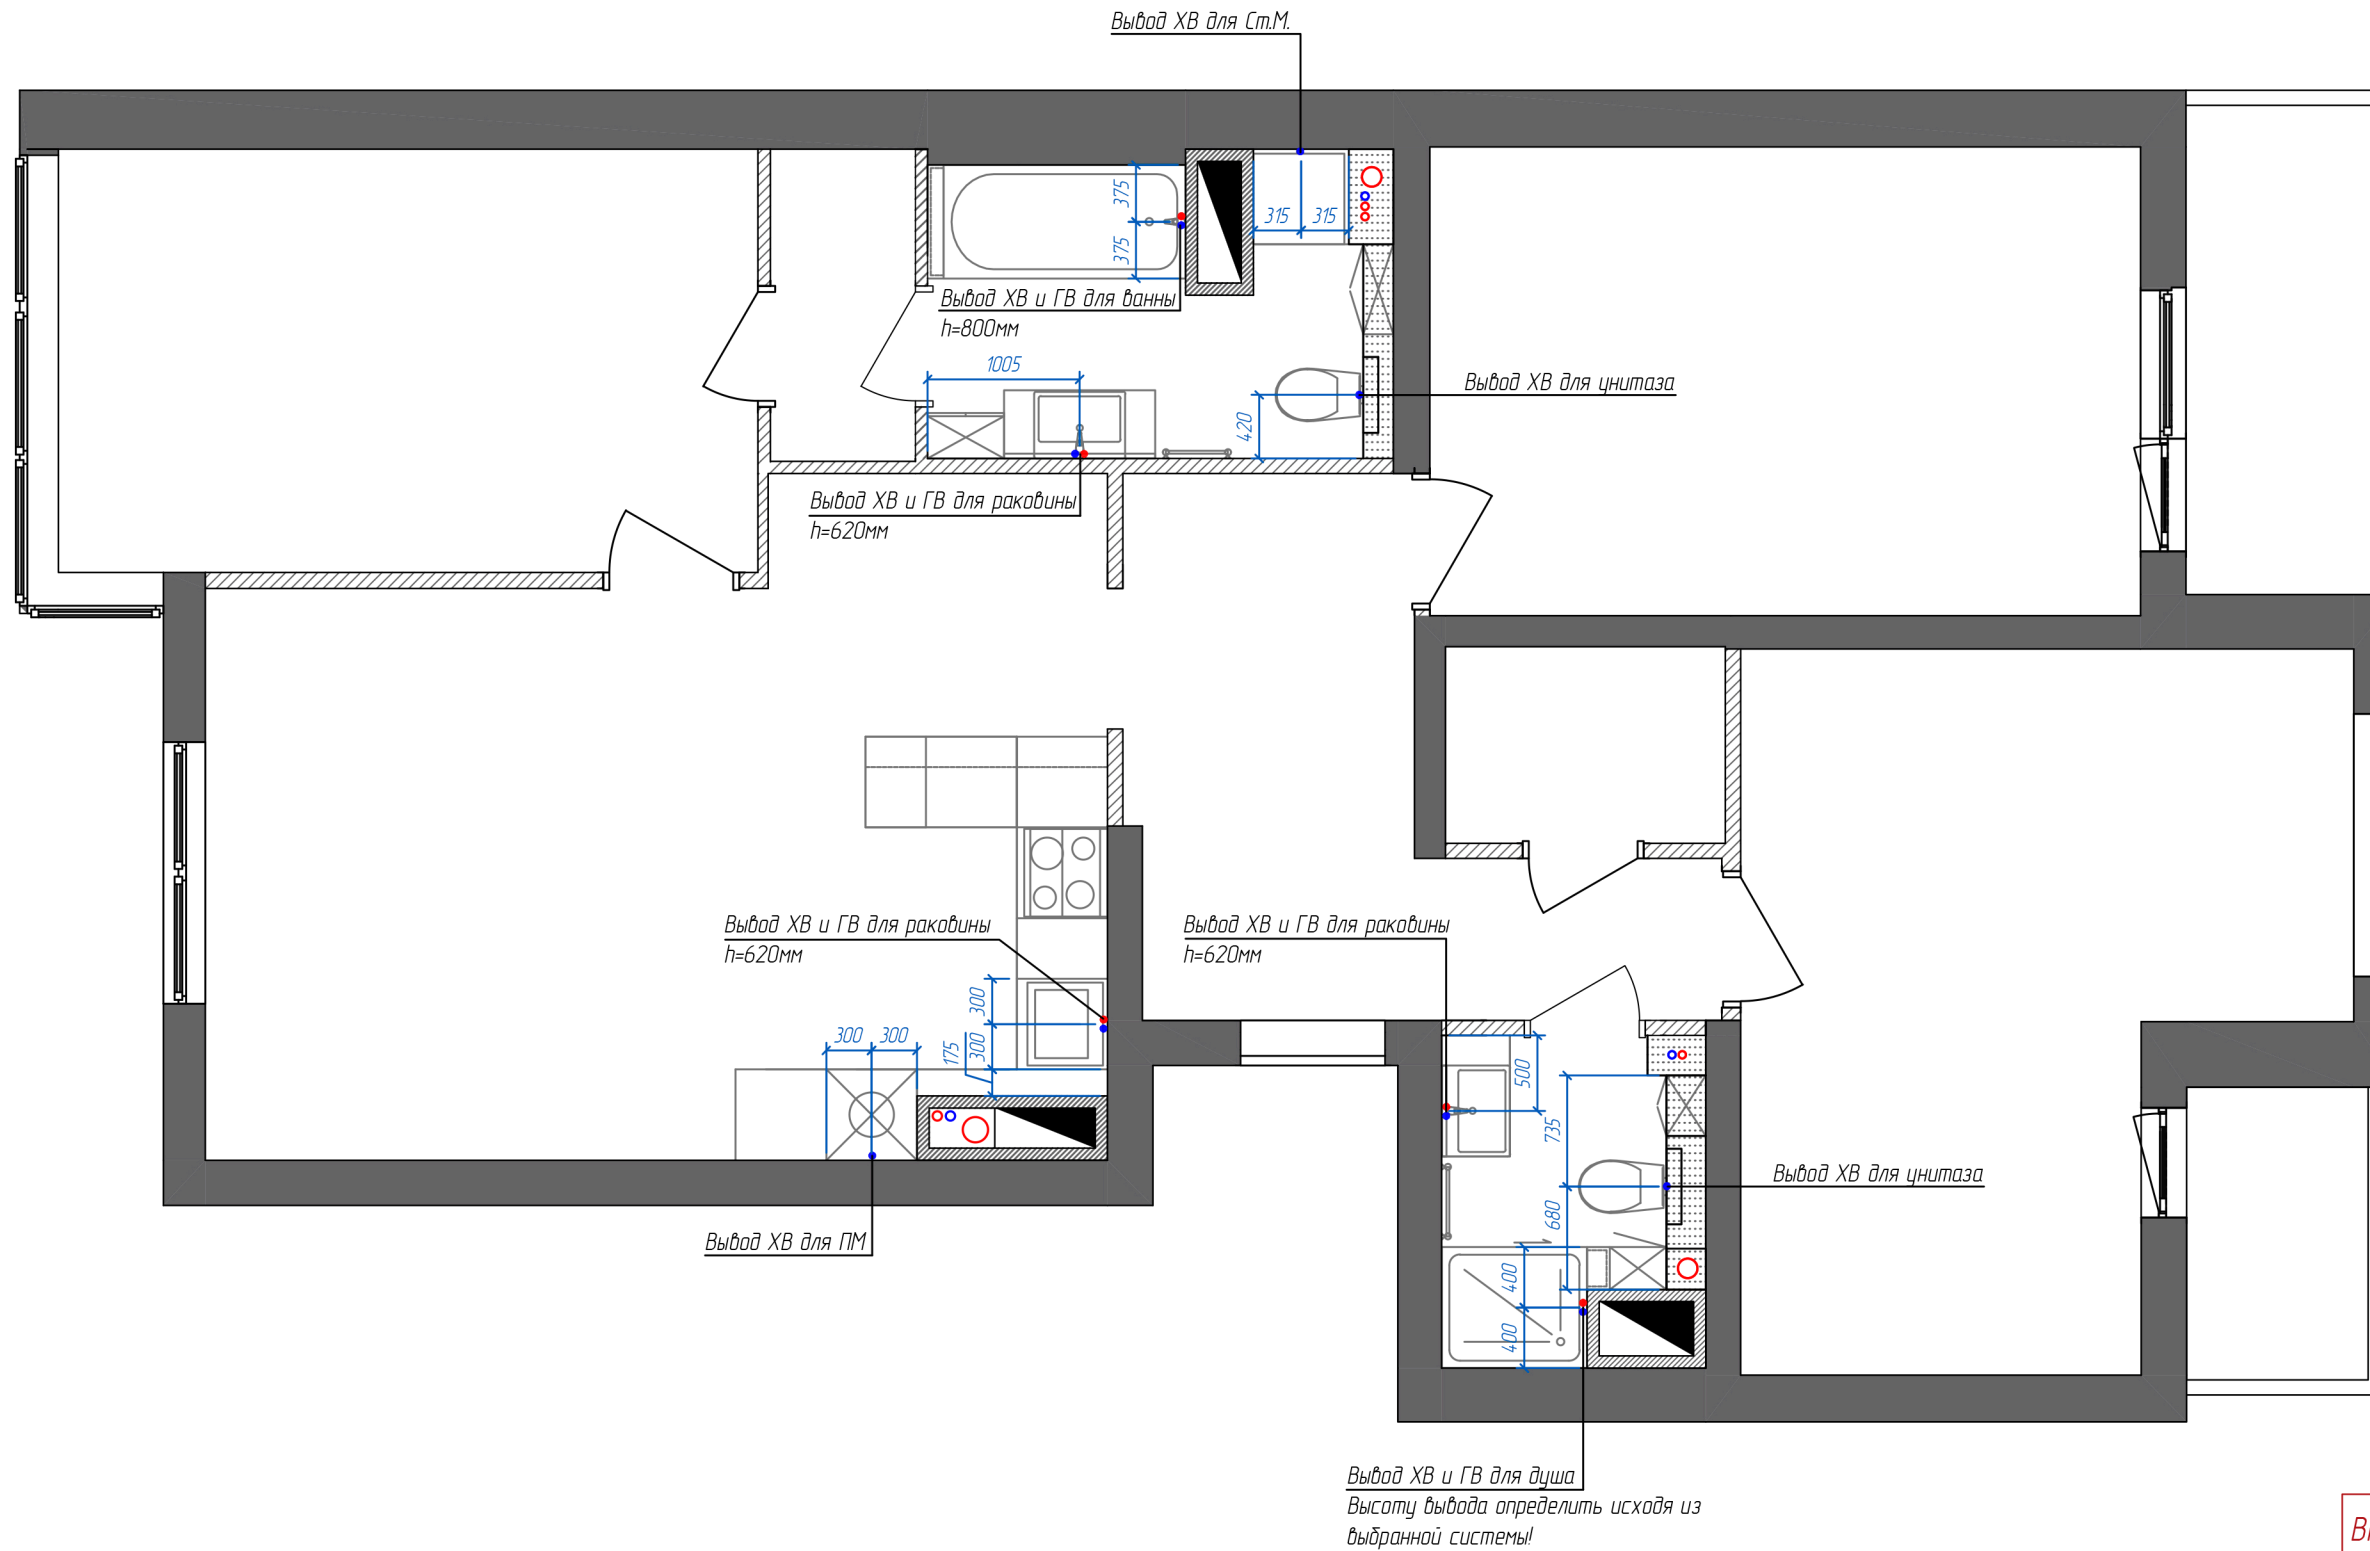 Вывод ХВ для Ст.М.
375
375
315
315
Вывод ХВ и ГВ для ванны
h=800мм
1005
Вывод ХВ для унитаза
420
Вывод ХВ и ГВ для раковины
h=620мм
Вывод ХВ и ГВ для раковины
h=620мм
Вывод ХВ и ГВ для раковины
h=620мм
300
300
300
300
175
500
735
Вывод ХВ для унитаза
680
Вывод ХВ для ПМ
400
400
Вывод ХВ и ГВ для душа
Высоту вывода определить исходя из
выбранной системы!